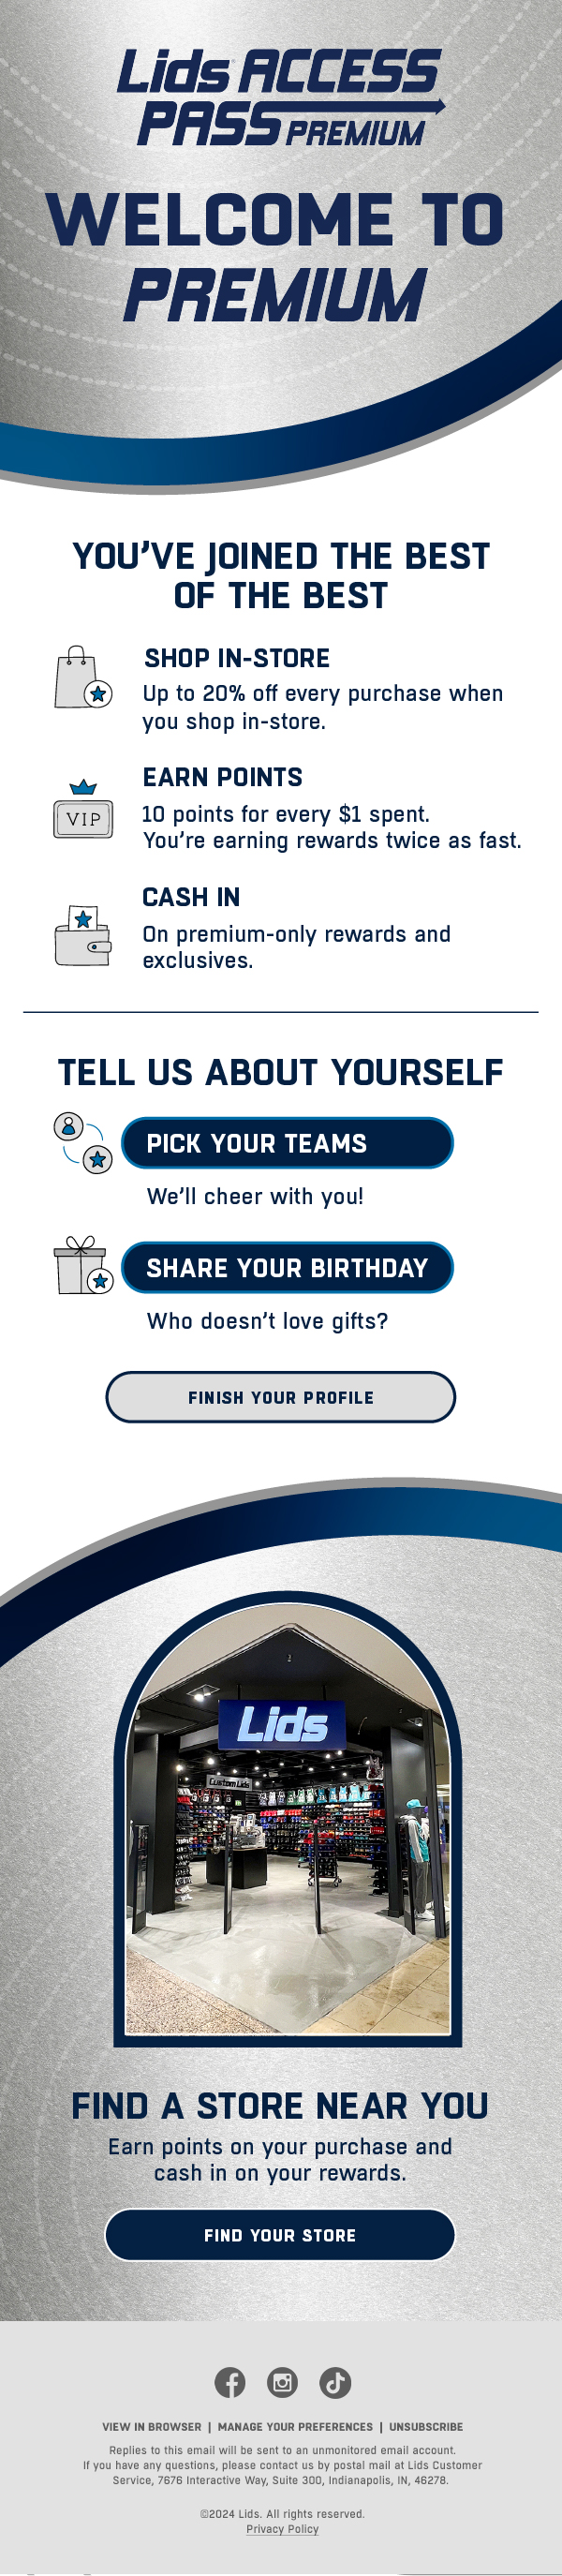 Lids ACCESS
PASS PREMIUM
WELCOME TO
PREMIUM
YOU'VE JOINED THE BEST
OF THE BEST
SHOP IN-STORE
Up to 20% off every purchase when
you shop in-store.
VIP
EARN POINTS
10 points for every $1 spent.
You're earning rewards twice as fast.
CASH IN
On premium-only rewards and
exclusives.
TELL US ABOUT YOURSELF
PICK YOUR TEAMS
We'll cheer with you!
SHARE YOUR BIRTHDAY
Who doesn't love gifts?
FINISH YOUR PROFILE
Lids
Custom Lids
FIND A STORE NEAR YOU
Earn points on your purchase and
cash in on your rewards.
FIND YOUR STORE
VIEW IN BROWSER | MANAGE YOUR PREFERENCES | UNSUBSCRIBE
Replies to this email will be sent to an unmonitored email account.
If you have any questions, please contact us by postal mail at Lids Customer
Service, 7676 Interactive Way, Suite 300, Indianapolis, IN, 46278.
©2024 Lids. All rights reserved.
Privacy Policy